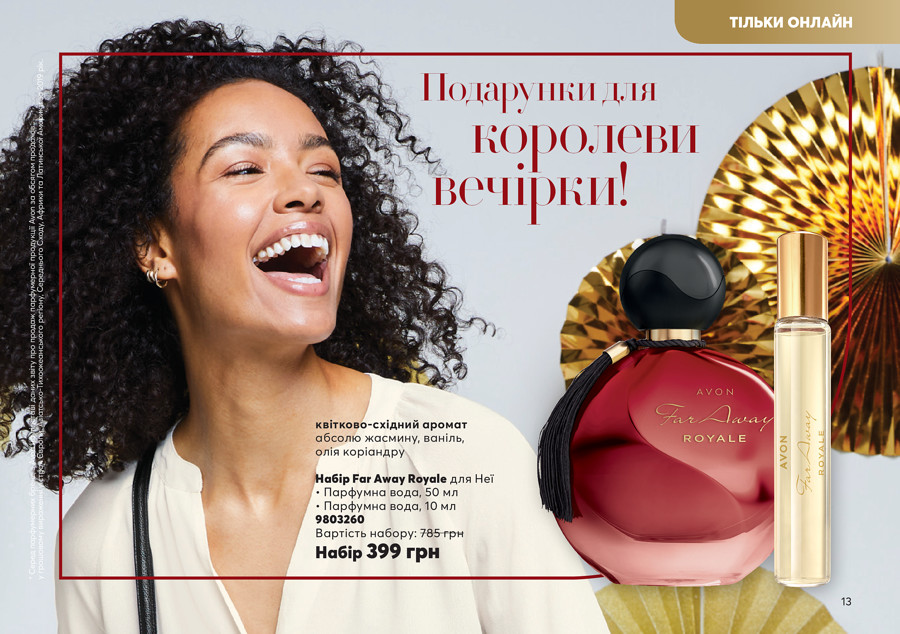 ТІЛЬКИ ОНЛАЙН
Подарунки для
королеви
вечірки!
AVON
Far Away
ROYALE
AVON
Far Away
ROYALE
квітково-східний аромат
абсолю жасмину, ваніль,
олія коріандру
Набір Far Away Royale для Неї
• Парфумна вода, 50 мл
• Парфумна вода, 10 мл
9803260
Вартість набору: 785 грн
Набір 399 грн
13